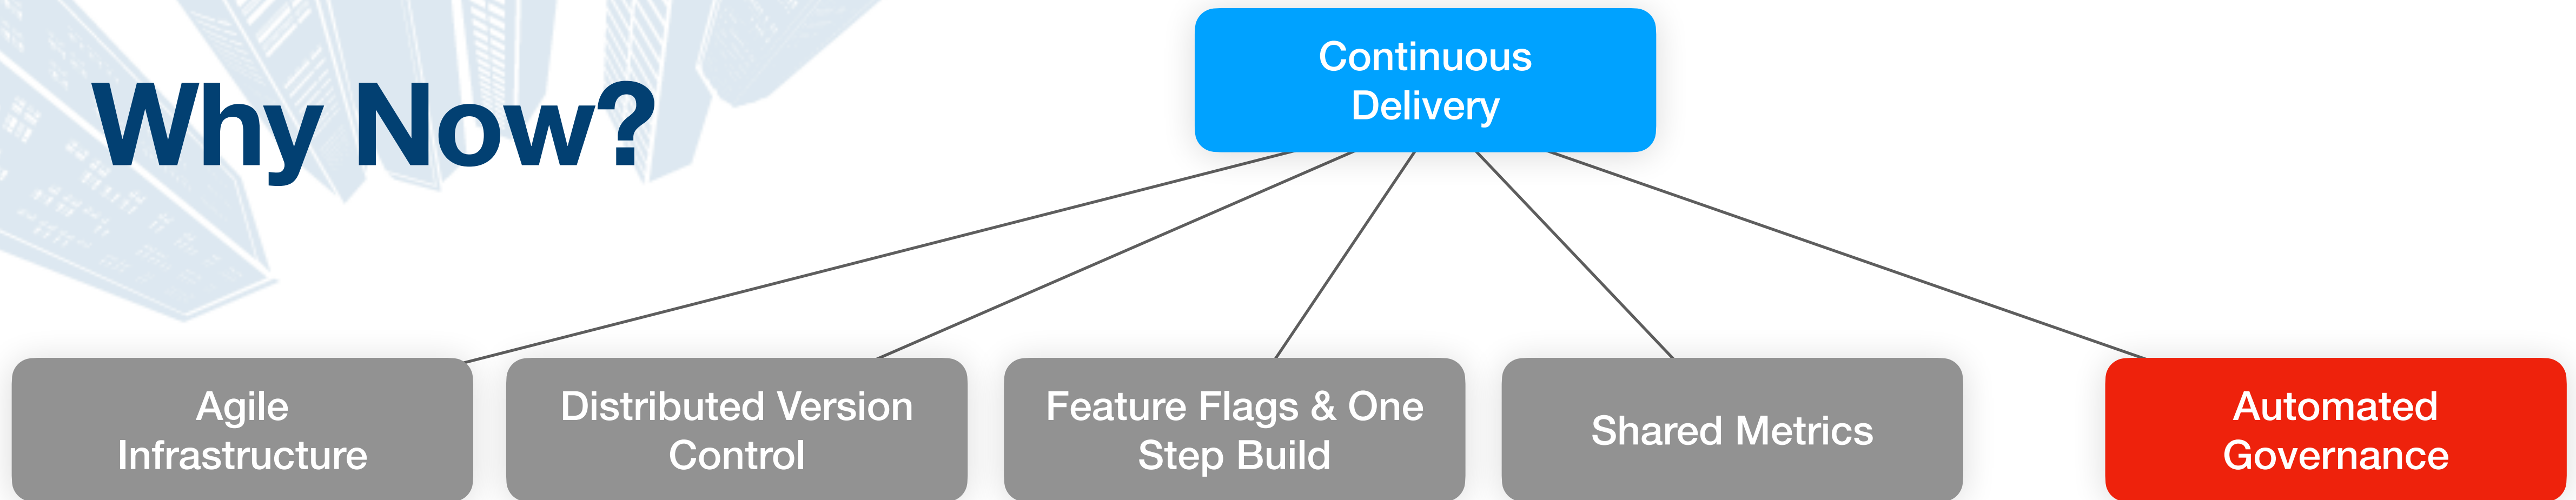 Why Now?
Continuous
Delivery
Agile
Infrastructure
Distributed Version
Control
Feature Flags & One
Step Build
Shared Metrics
Automated
Governance